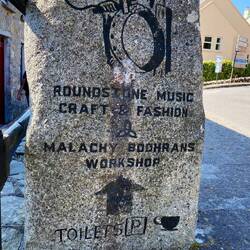 ROUNDSTONE MUSIC
CRAFT & FASHION
MALACHY BODHRANS
WORKSHOP
TOILETS P